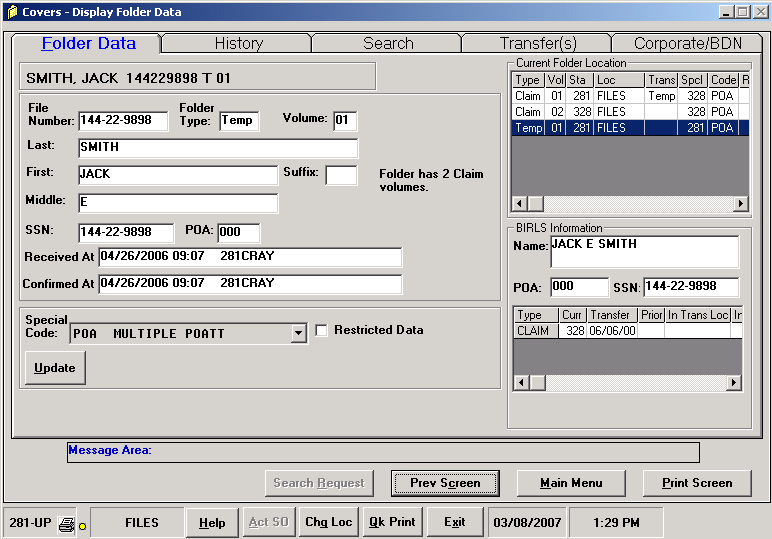 Covers - Display Folder Data
Folder Data History Search Transfer(s) Corporate/BDN
SMITH, JACK 144229898 T 01
File Number: 144-22-9898 Folder Type: Temp Volume: 01
Last: SMITH
First: JACK Suffix:
Folder has 2 Claim
volumes.
Middle: E
SSN: 144-22-9898 POA: 000
Received At 04/26/2006 09:07 281CRAY
Confirmed At 04/26/2006 09:07 281CRAY
Special Code: POA MULTIPLE POATT Restricted Data
Update
Current Folder Location
Type Vol Sta Loc Trans Spcl Code R
Claim 01 281 FILES Temp 328 POA
Claim 02 328 FILES 328 POA
Temp 01 281 FILES 281 POA
BIRLS Information
Name: JACK E SMITH
POA: 000 SSN: 144-22-9898
Type Curr Transfer Prior In Trans Loc In
CLAIM 328 06/06/00
Message Area:
Search Request Prev Screen Main Menu Print Screen
281-UP FILES Help Act SO Chg Loc Qk Print Exit 03/08/2007 1:29 PM